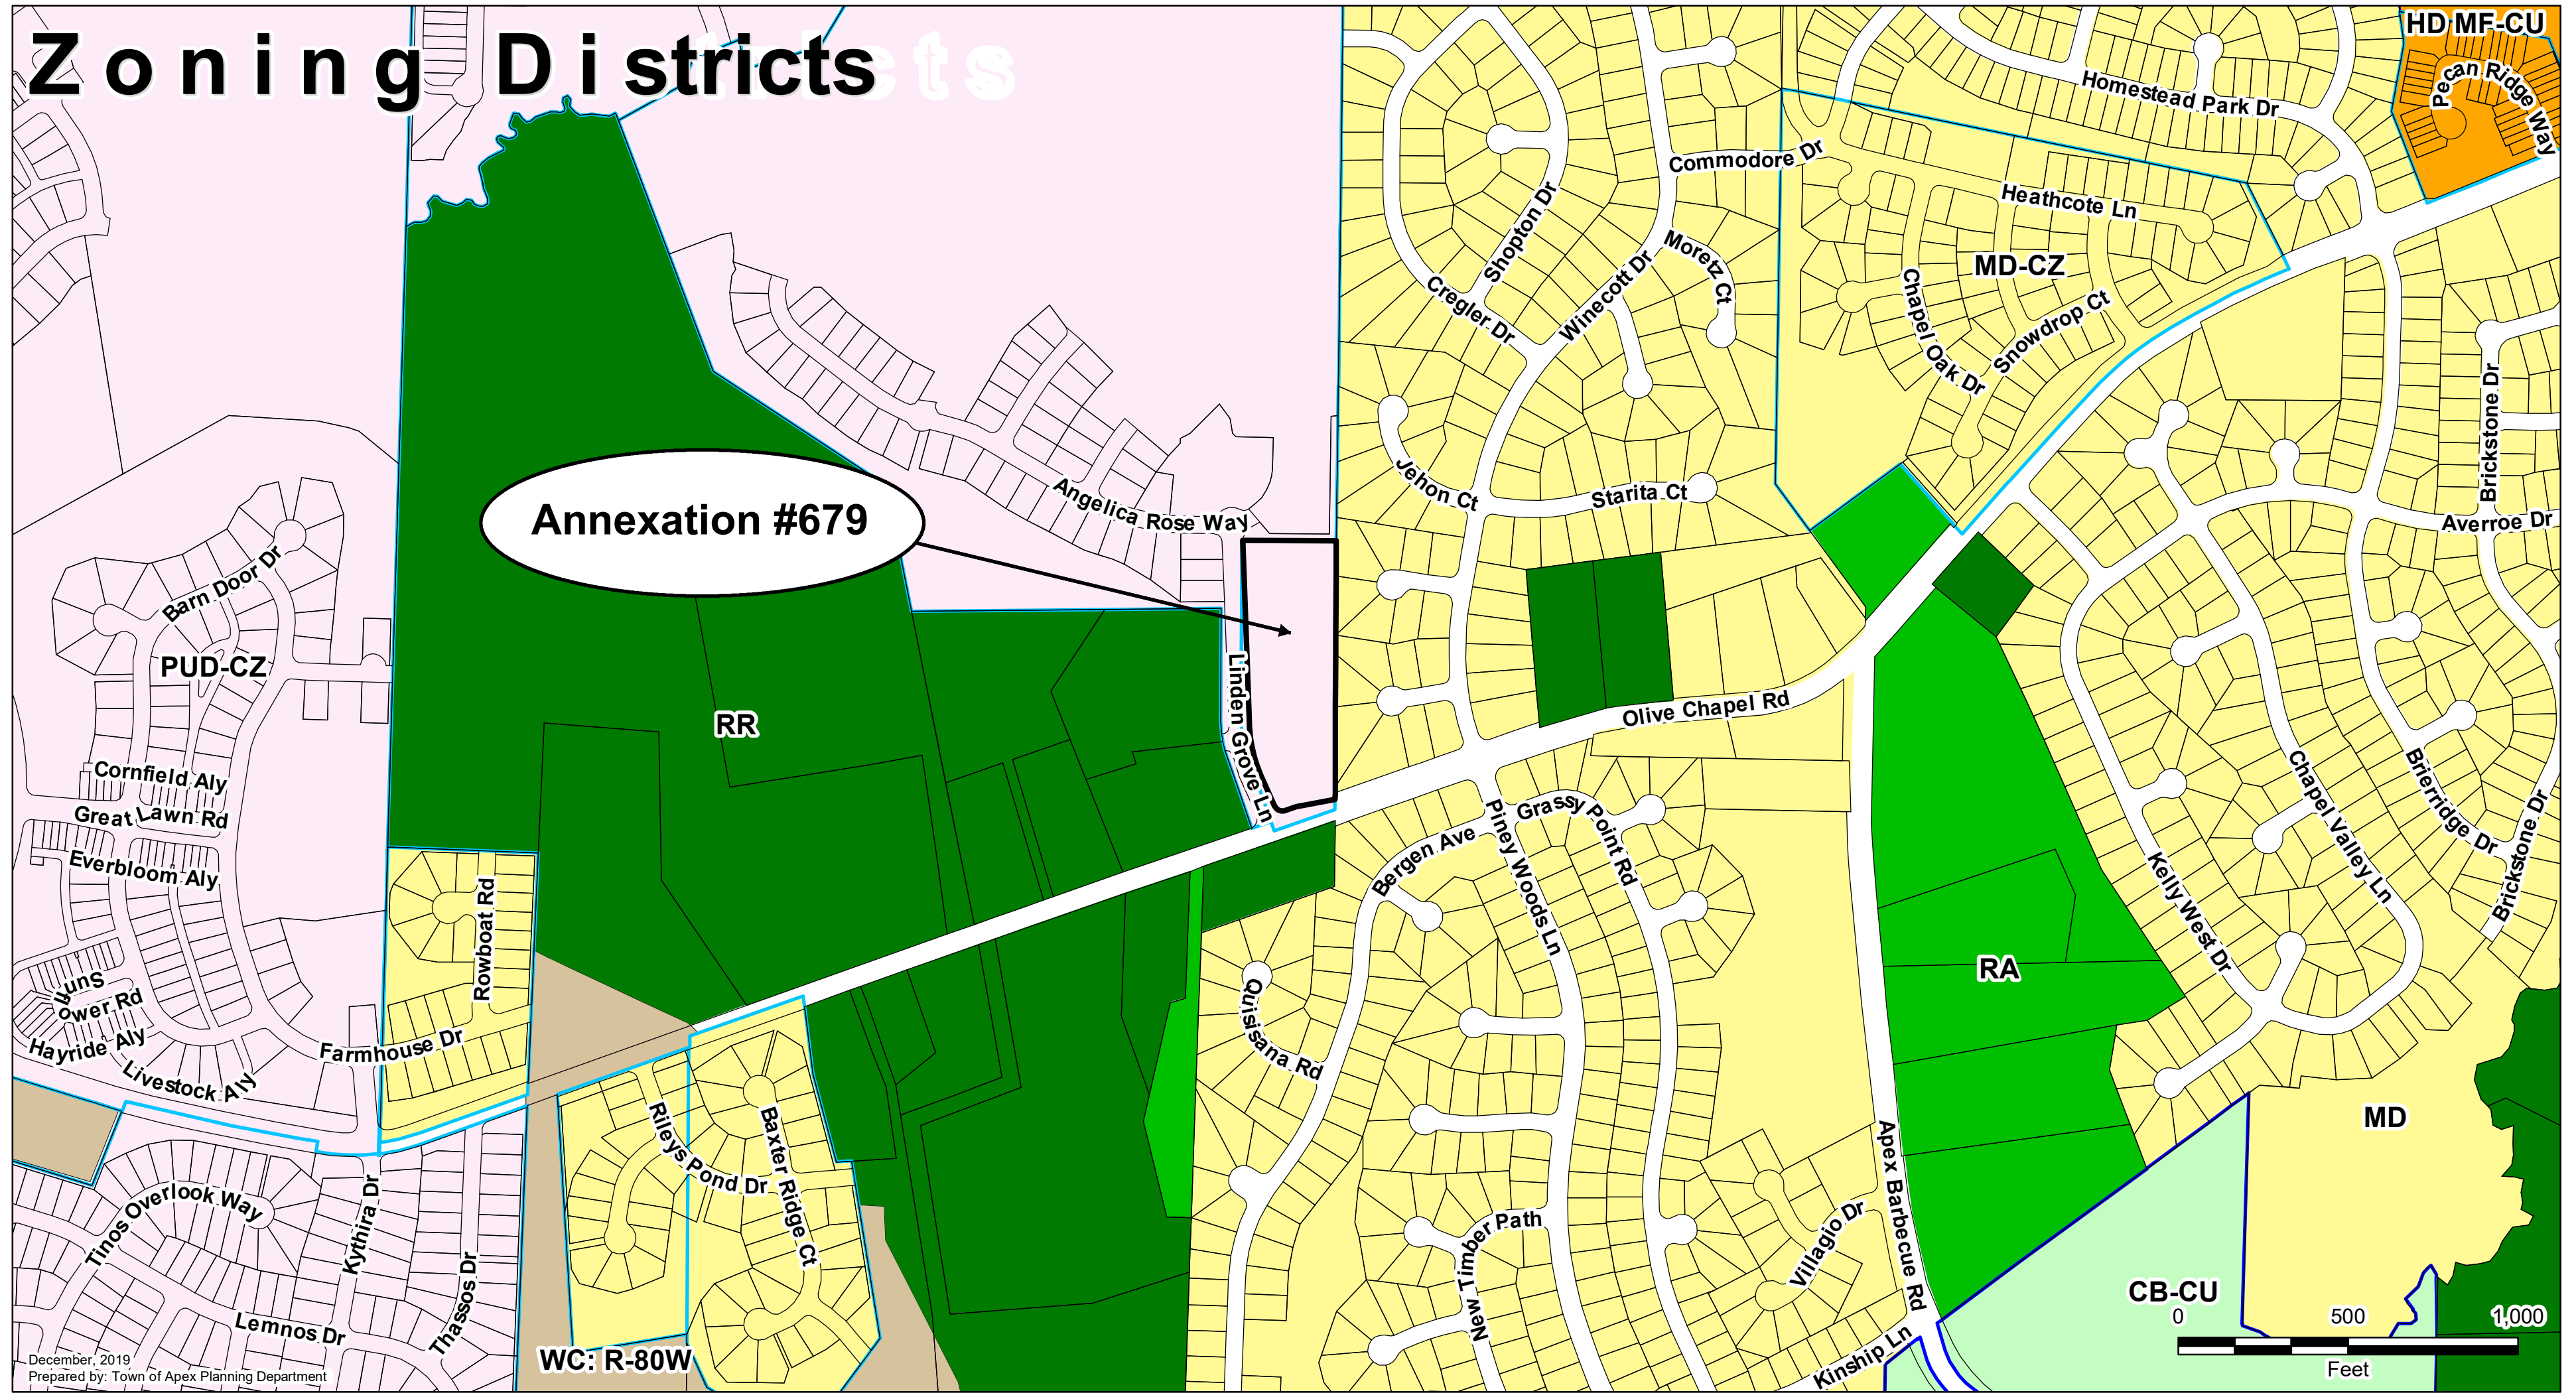 Zoning Districts
HD MF-CU
Pecan Ridge Way
Homestead Park Dr
Commodore Dr
Heathcote Ln
Shopton Dr
Moretz Ct
MD-CZ
Winecott Dr
Cregler Dr
Chapel Oak Dr
Snowdrop Ct
Brickstone Dr
Jehon Ct
Starita Ct
Angelica Rose Way
Annexation #679
Averroe Dr
Barn Door Dr
PUD-CZ
RR
Linden Grove Ln
Olive Chapel Rd
Cornfield Aly
Great Lawn Rd
Everbloom Aly
Chapel Valley Ln
Brierridge Dr
Brickstone Dr
Grassy Point Rd
Bergen Ave
Piney Woods Ln
Kelly West Dr
Rowboat Rd
RA
Sunflower Rd
Quisisana Rd
Hayride Aly
Farmhouse Dr
Livestock Aly
MD
Rileys Pond Dr
Baxter Ridge Ct
Apex Barbecue Rd
Tinos Overlook Way
Kythira Dr
Thassos Dr
New Timber Path
Villagio Dr
CB-CU
Lemnos Dr
WC: R-80W
Kinship Ln
0 500 1,000
Feet
December, 2019
Prepared by: Town of Apex Planning Department